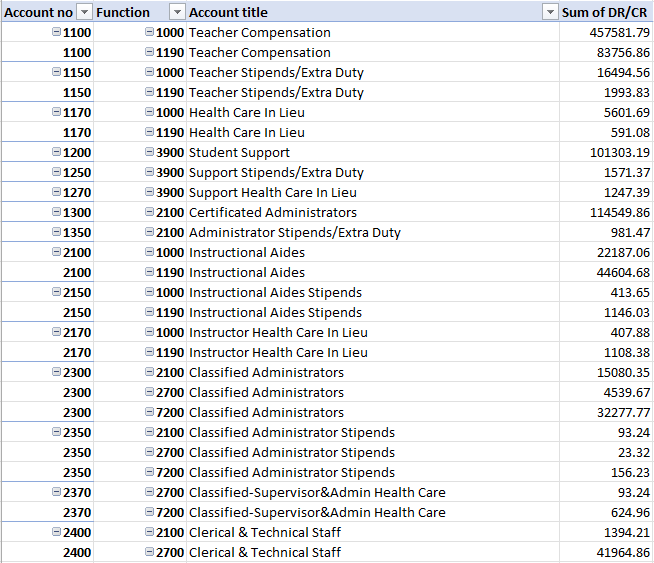 Account no Function Account title Sum of DR/CR
1100 1000 Teacher Compensation 457581.79
1100 1190 Teacher Compensation 83756.86
1150 1000 Teacher Stipends/Extra Duty 16494.56
1150 1190 Teacher Stipends/Extra Duty 1993.83
1170 1000 Health Care In Lieu 5601.69
1170 1190 Health Care In Lieu 591.08
1200 3900 Student Support 101303.19
1250 3900 Support Stipends/Extra Duty 1571.37
1270 3900 Support Health Care In Lieu 1247.39
1300 2100 Certificated Administrators 114549.86
1350 2100 Administrator Stipends/Extra Duty 981.47
2100 1000 Instructional Aides 22187.06
2100 1190 Instructional Aides 44604.68
2150 1000 Instructional Aides Stipends 413.65
2150 1190 Instructional Aides Stipends 1146.03
2170 1000 Instructor Health Care In Lieu 407.88
2170 1190 Instructor Health Care In Lieu 1108.38
2300 2100 Classified Administrators 15080.35
2300 2700 Classified Administrators 4539.67
2300 7200 Classified Administrators 32277.77
2350 2100 Classified Administrator Stipends 93.24
2350 2700 Classified Administrator Stipends 23.32
2350 7200 Classified Administrator Stipends 156.23
2370 2700 Classified-Supervisor&Admin Health Care 93.24
2370 7200 Classified-Supervisor&Admin Health Care 624.96
2400 2100 Clerical & Technical Staff 1394.21
2400 2700 Clerical & Technical Staff 41964.86